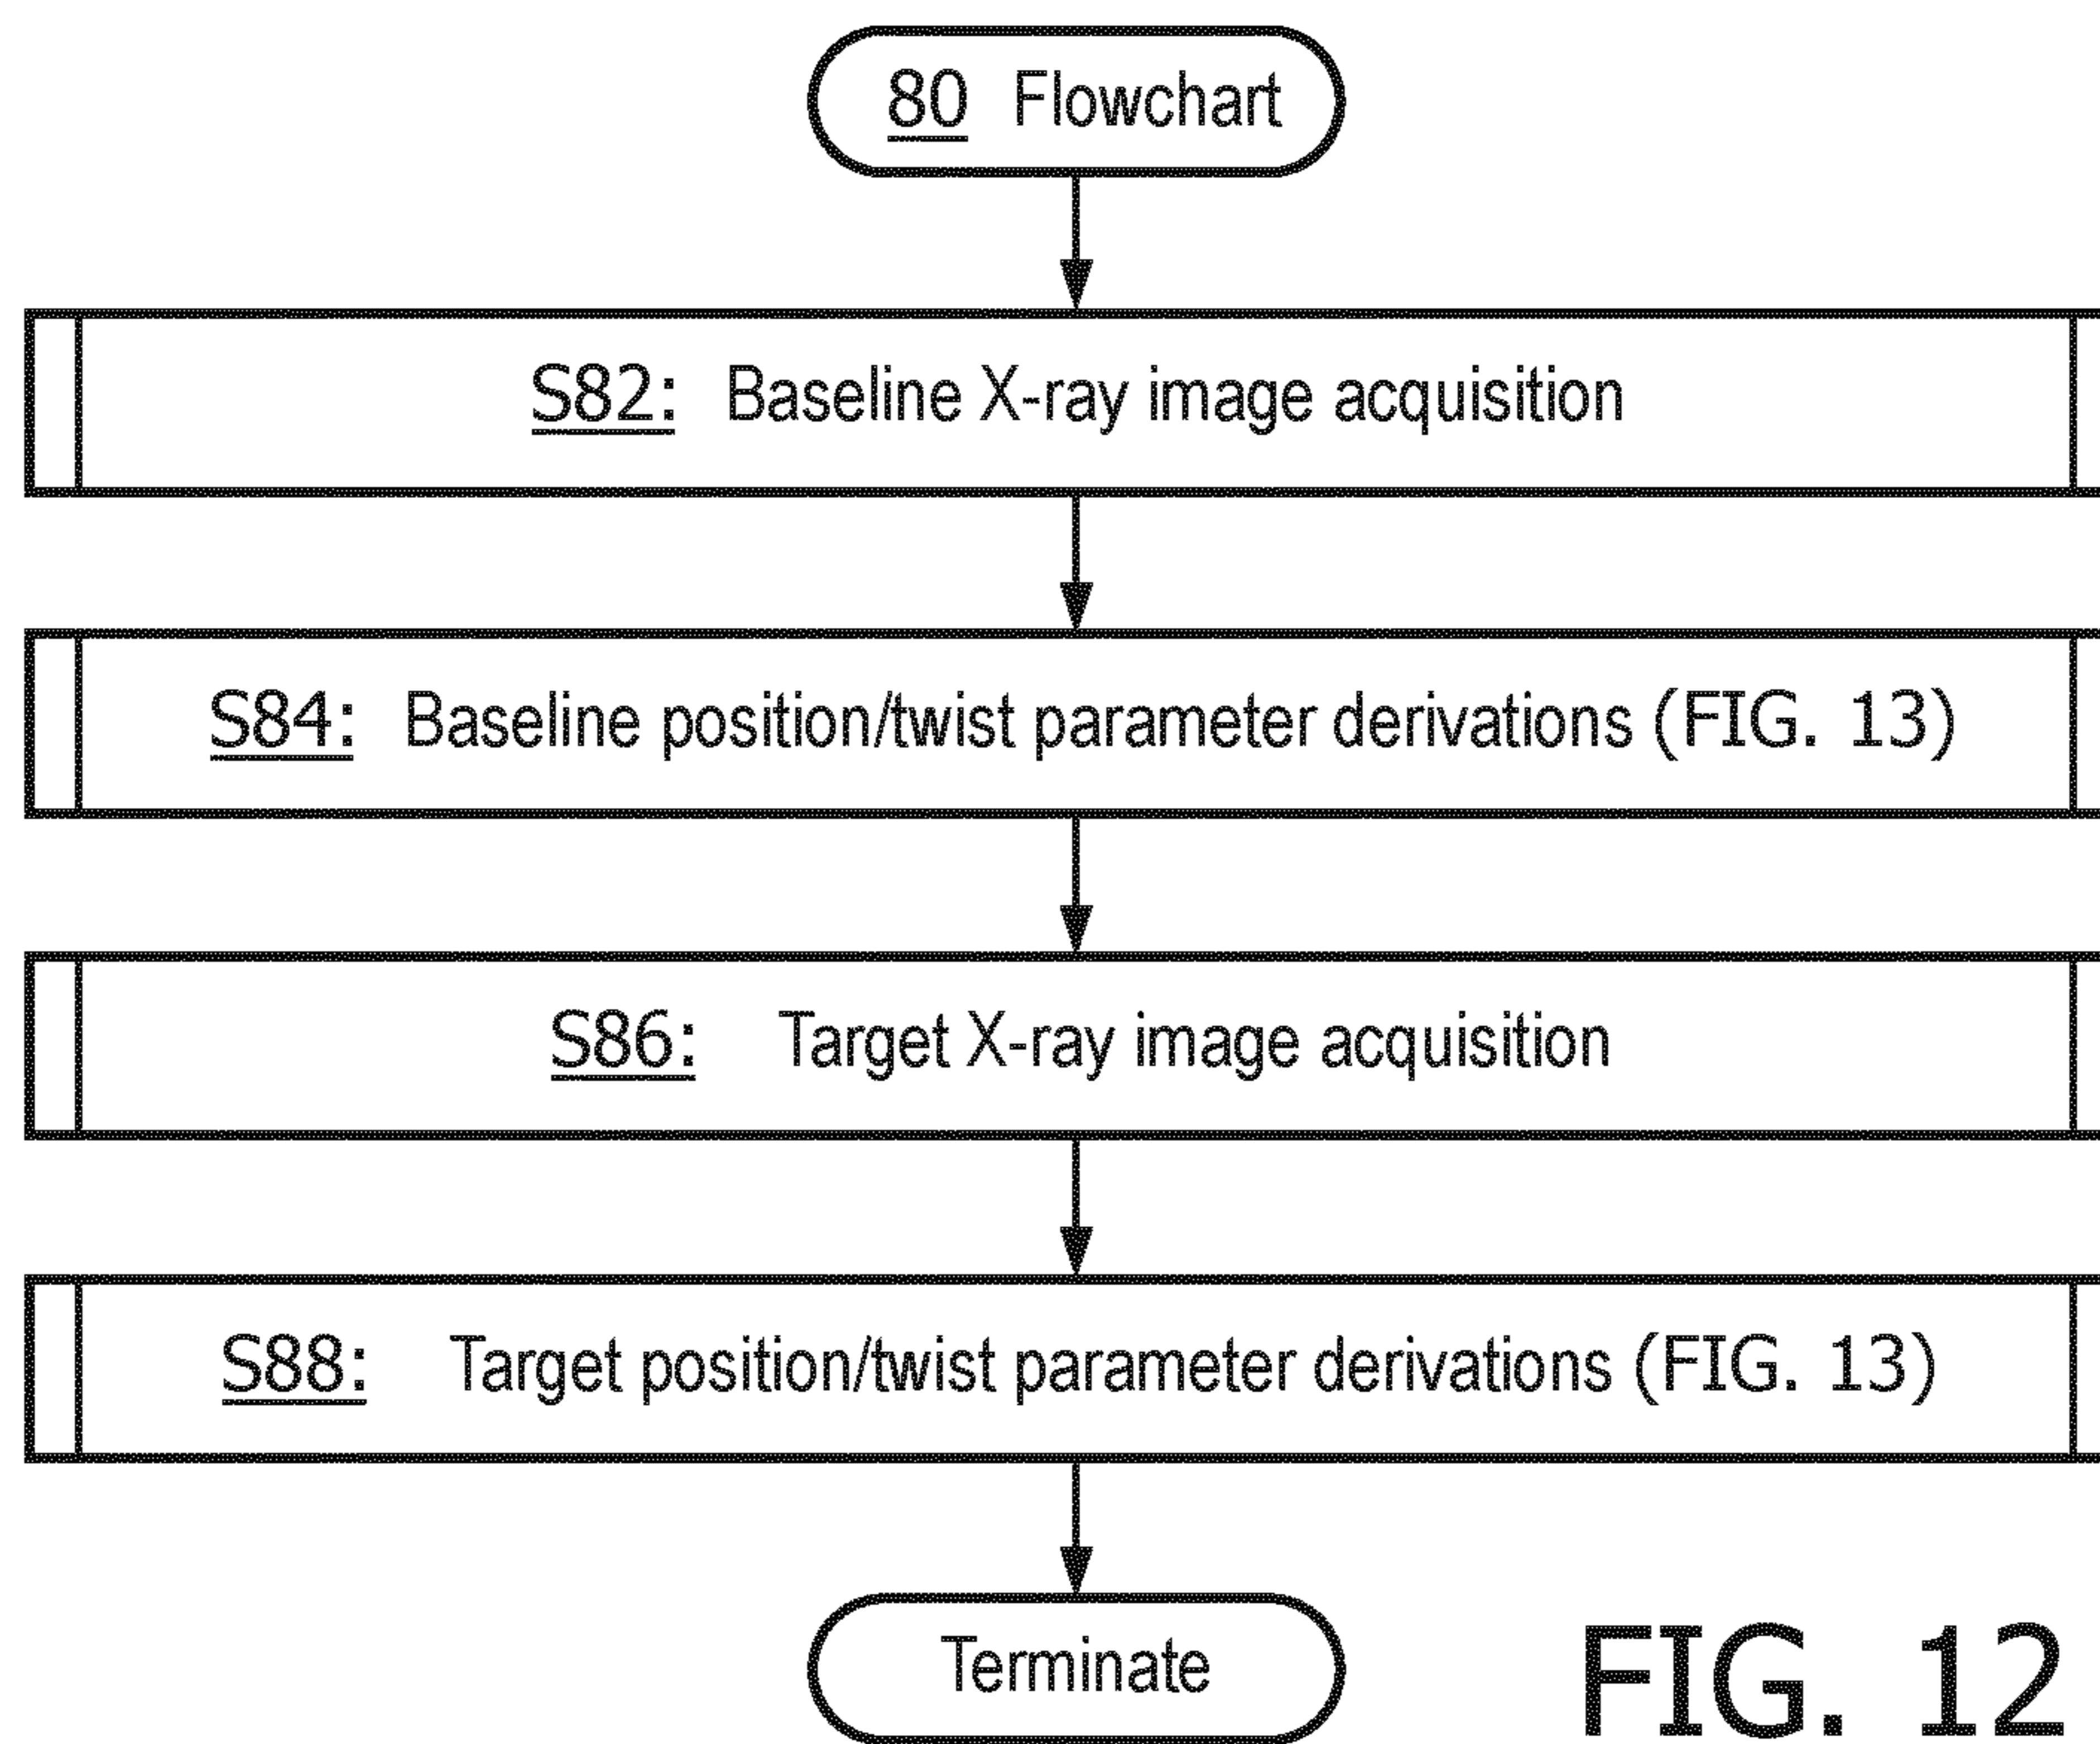 80 Flowchart
S82: Baseline X-ray image acquisition
S84: Baseline position/twist parameter derivations (FIG. 13)
S86: Target X-ray image acquisition
S88: Target position/twist parameter derivations (FIG. 13)
Terminate
FIG. 12